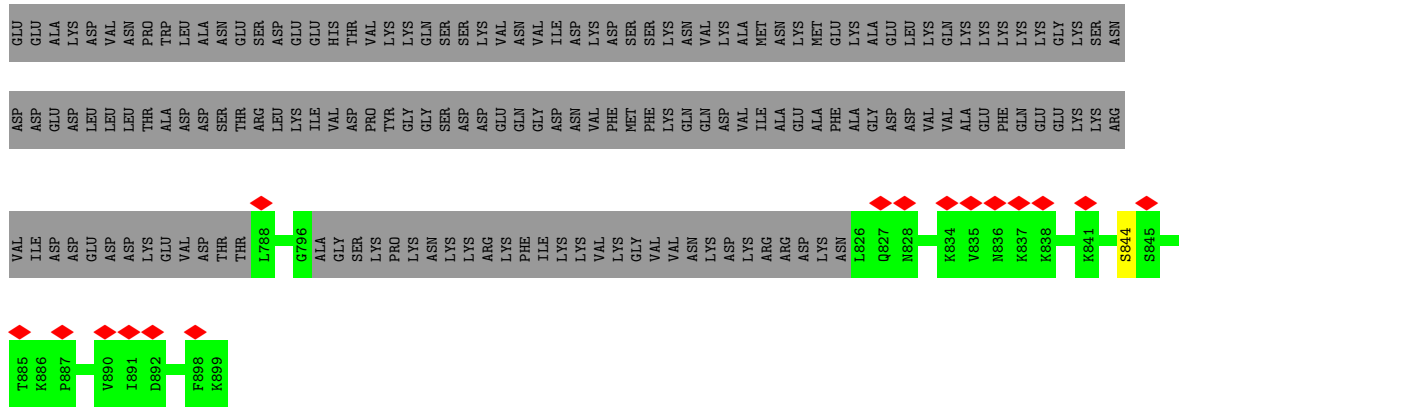 GLU GLU ALA LYS ASP VAL ASN PRO TRP LEU ALA ASN GLU SER ASP GLU GLU HIS THR VAL LYS LYS GLN SER SER LYS VAL ASN VAL ILE ASP LYS ASP SER SER LYS VAL ASN VAL LYS ALA MET ASN LYS MET GLU LYS ALA GLU LEU LYS GLN LYS LYS LYS LYS GLY LYS SER ASN
ASP ASP GLU ASP LEU LEU LEU THR ALA ASP ASP SER THR ARG LEU LYS ILE VAL ASP PRO TYR GLY GLY SER ASP ASP GLU GLN GLY ASP ASN VAL PHE MET PHE LYS GLN GLN ASP VAL ILE ALA GLU ALA PHE ALA GLY ASP ASP VAL VAL ALA GLU PHE GLN GLU GLU LYS LYS ARG
VAL ILE ASP ASP GLU ASP ASP LYS GLU VAL ASP THR THR L788 G796 ALA GLY SER LYS PRO LYS ASN LYS LYS ARG LYS PHE ILE LYS LYS VAL LYS GLY VAL VAL ASN LYS ASP LYS ARG ARG ASP LYS ASN L826 Q827 N828 K834 V835 N836 K837 K838 K841 S844 S845
T885 K886 P887 V890 I891 D892 F898 K899